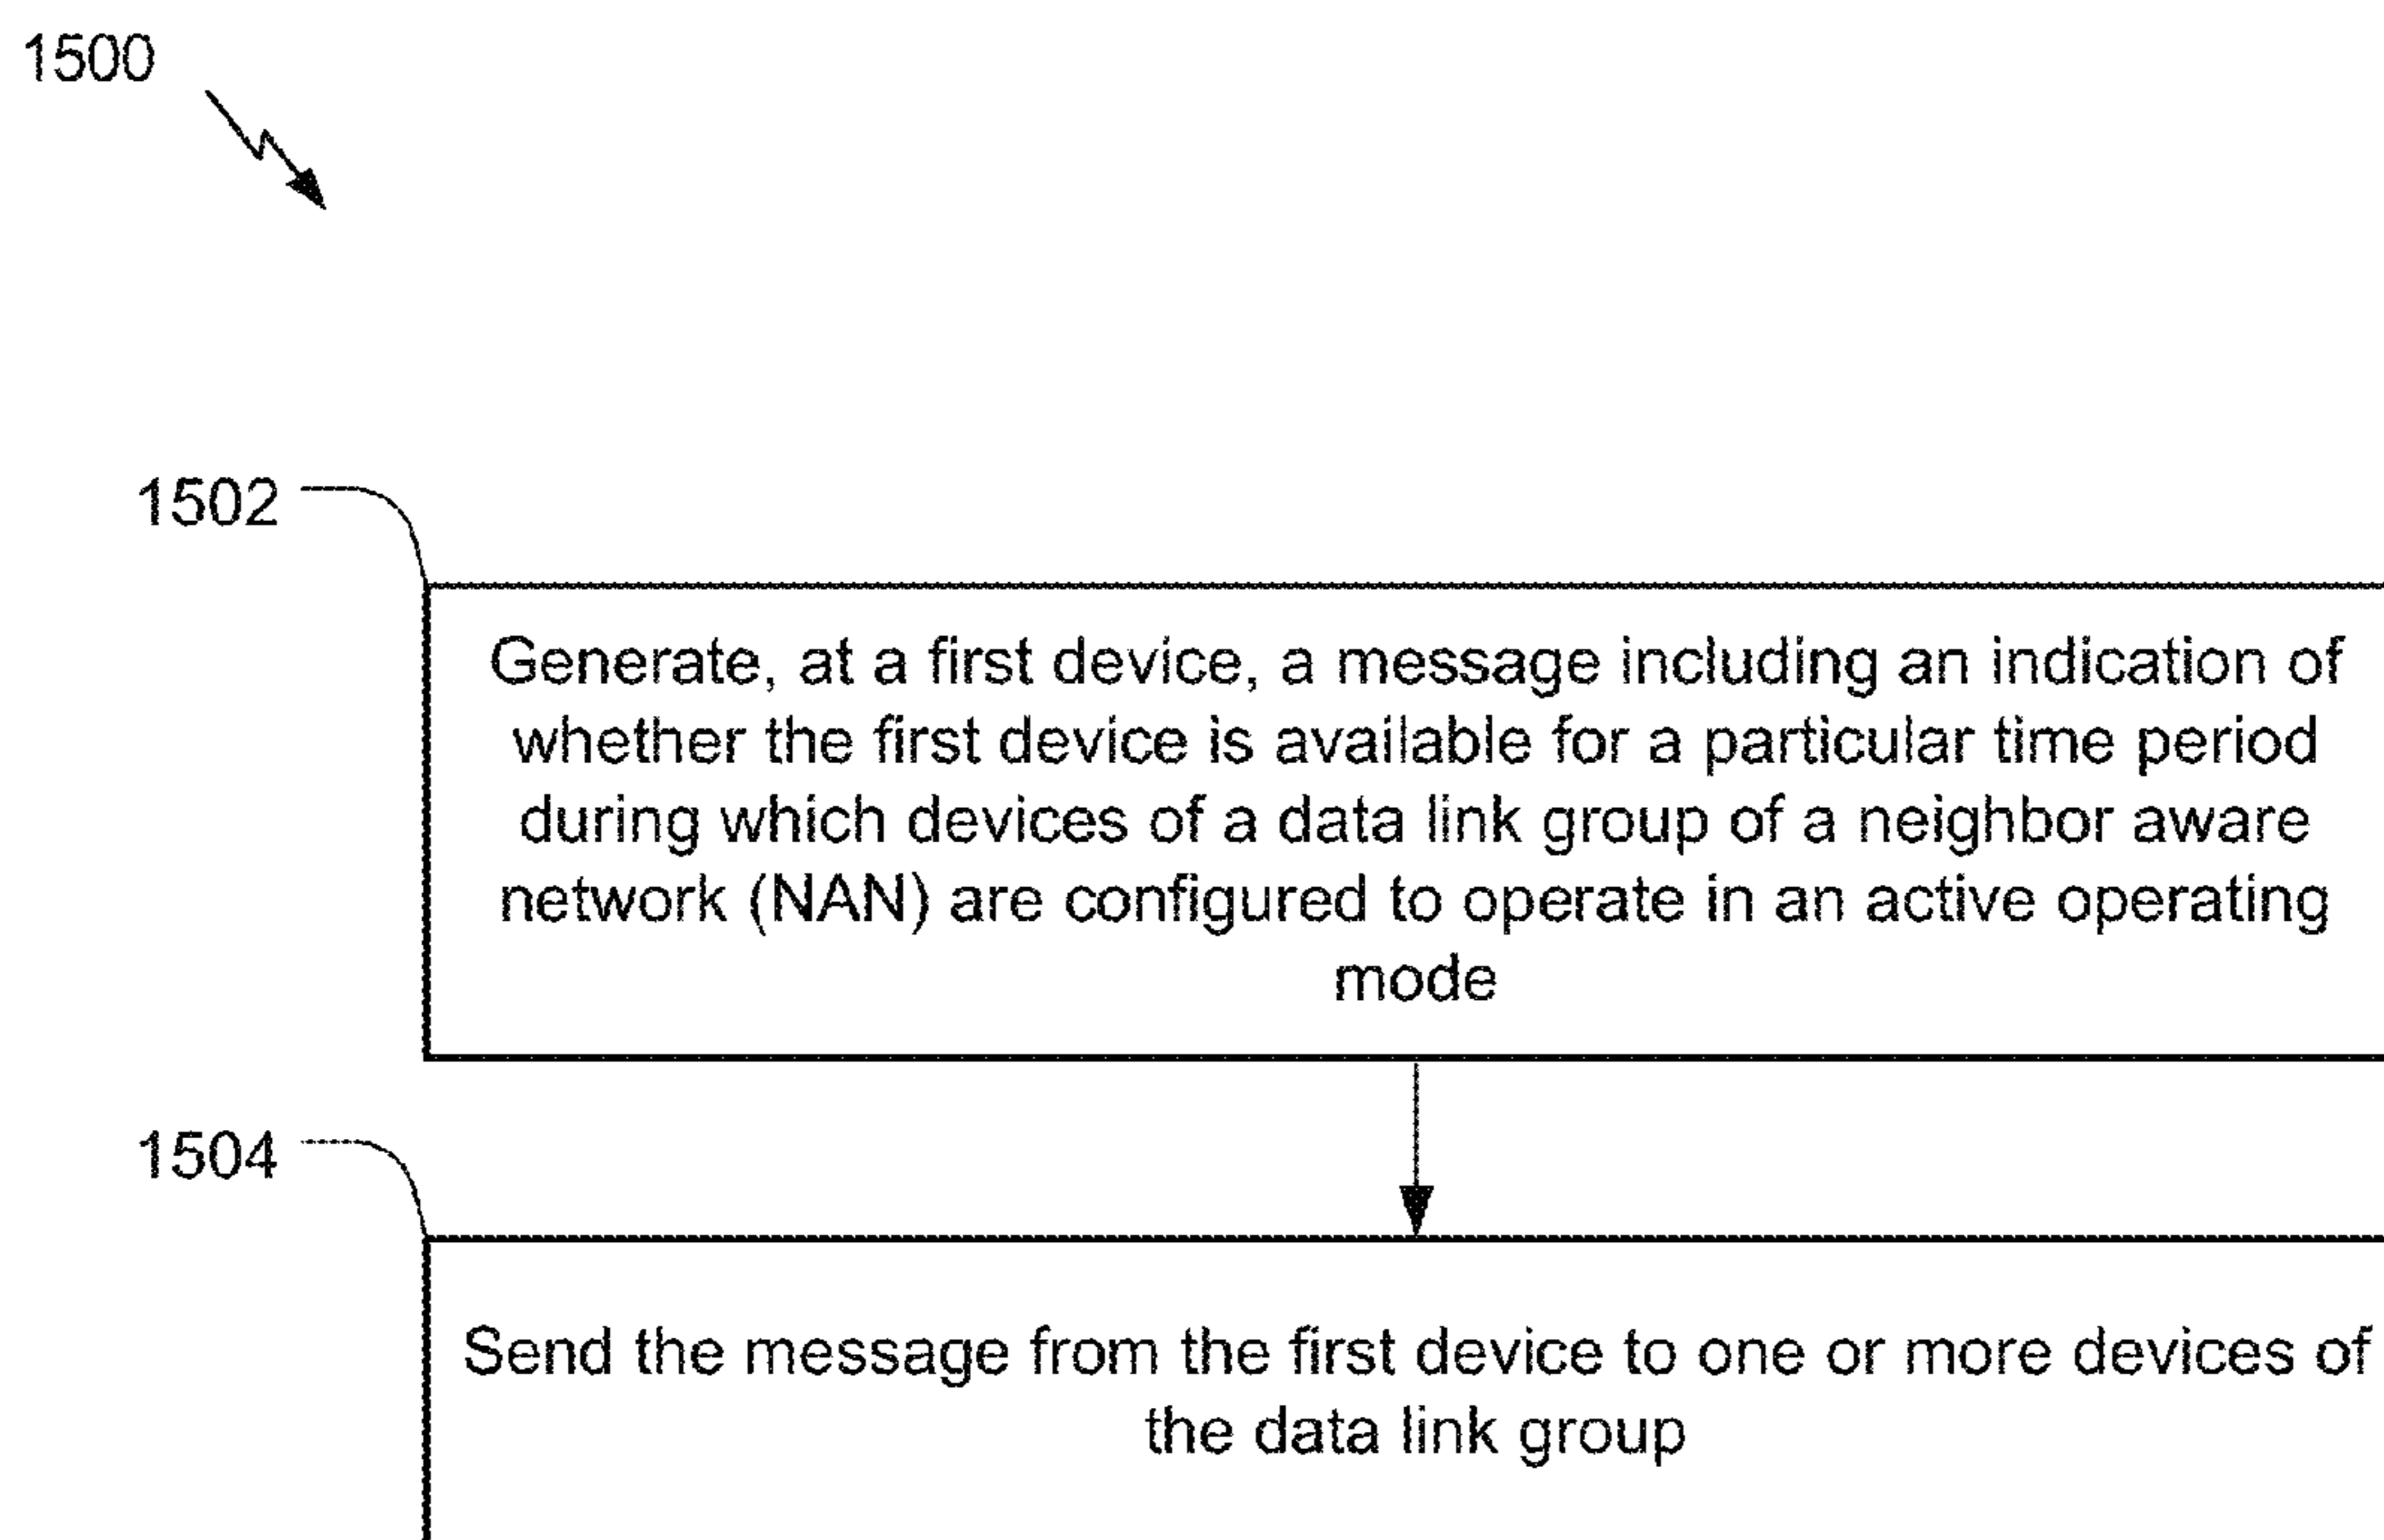 1500
1502
Generate, at a first device, a message including an indication of
whether the first device is available for a particular time period
during which devices of a data link group of a neighbor aware
network (NAN) are configured to operate in an active operating
mode
1504
Send the message from the first device to one or more devices of
the data link group